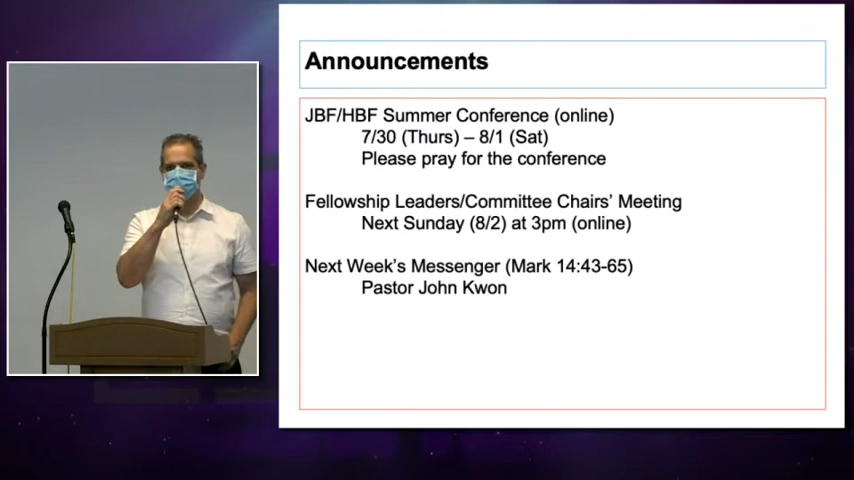 Announcements
JBF/HBF Summer Conference (online)
7/30 (Thurs) – 8/1 (Sat)
Please pray for the conference
Fellowship Leaders/Committee Chairs’ Meeting
Next Sunday (8/2) at 3pm (online)
Next Week’s Messenger (Mark 14:43-65)
Pastor John Kwon